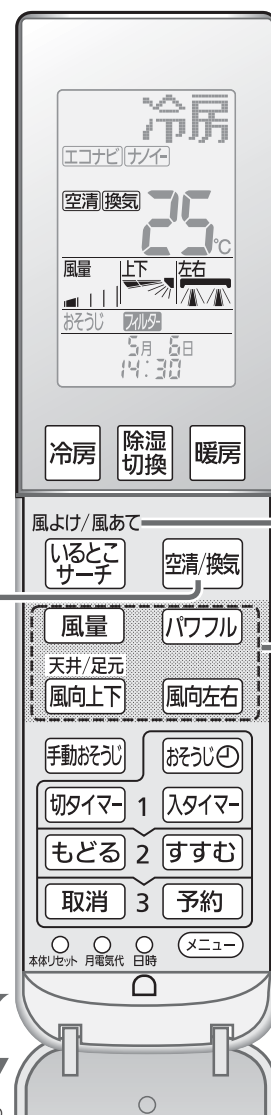 冷房
エコナビ ナノイー
空清 換気 25℃
風量 上下 左右
おそうじ フィルター
5月 6日
14:30
冷房 除湿切換 暖房
風よけ/風あて
いるとこサーチ 空清/換気
風量 パワフル
天井/足元
風向上下 風向左右
手動おそうじ おそうじ
切タイマー 1 入タイマー
もどる 2 すすむ
取消 3 予約
本体リセット 月電気代 日時 メニュー